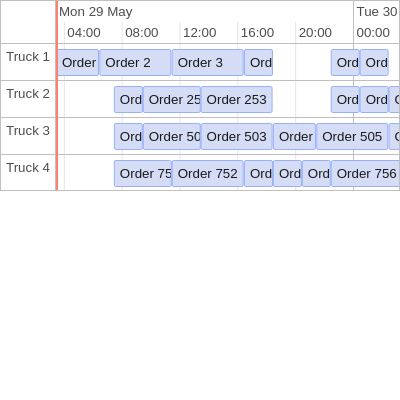 Mon 29 May Tue 30
04:00 08:00 12:00 16:00 20:00 00:00
Truck 1 Order Order 2 Order 3 Ord Ord Ord
Truck 2 Ord Order 25 Order 253 Ord Ord
Truck 3 Ord Order 50 Order 503 Order Order 505
Truck 4 Order 75 Order 752 Ord Ord Ord Order 756